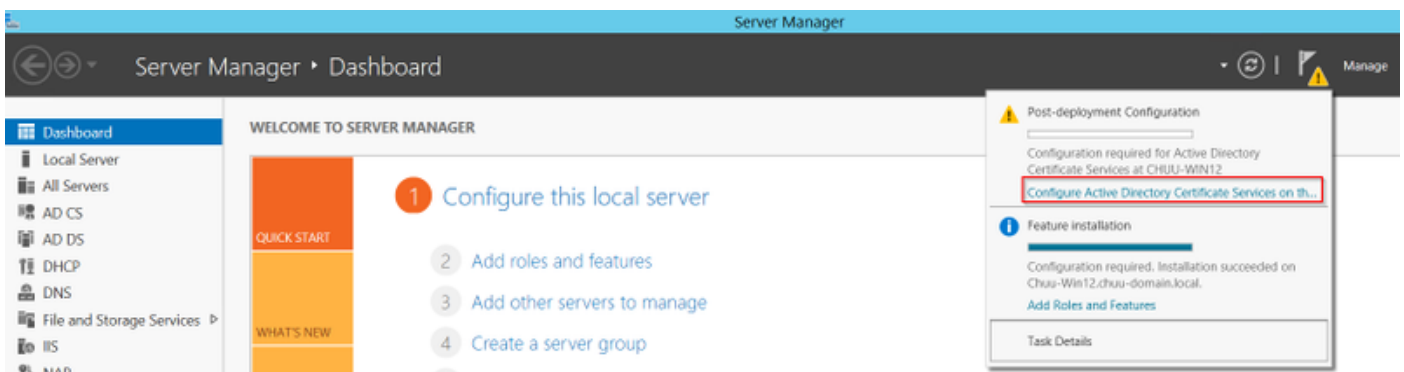 Server Manager
Server Manager • Dashboard
Manage
Dashboard
Local Server
All Servers
AD CS
AD DS
DHCP
DNS
File and Storage Services
IIS
NAP
WELCOME TO SERVER MANAGER
QUICK START
WHAT'S NEW
1 Configure this local server
2 Add roles and features
3 Add other servers to manage
4 Create a server group
Post-deployment Configuration
Configuration required for Active Directory
Certificate Services at CHUU-WIN12
Configure Active Directory Certificate Services on th...
Feature installation
Configuration required. Installation succeeded on
Chuu-Win12.chuu-domain.local.
Add Roles and Features
Task Details